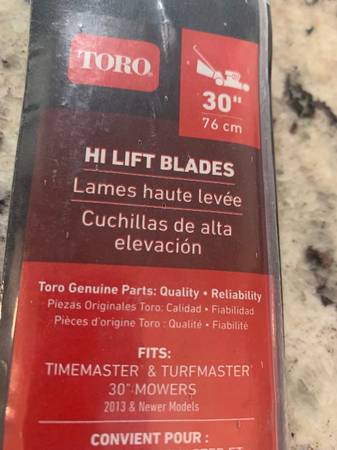 TORO
30"
76 cm
HI LIFT BLADES
Lames haute levée
Cuchillas de alta
elevación
Toro Genuine Parts: Quality • Reliability
Piezas Originales Toro: Calidad • Fiabilidad
Pièces d'origine Toro : Qualité • Fiabilité
FITS:
TIMEMASTER & TURFMASTER
30" MOWERS
2013 & Newer Models
CONVIENT POUR :